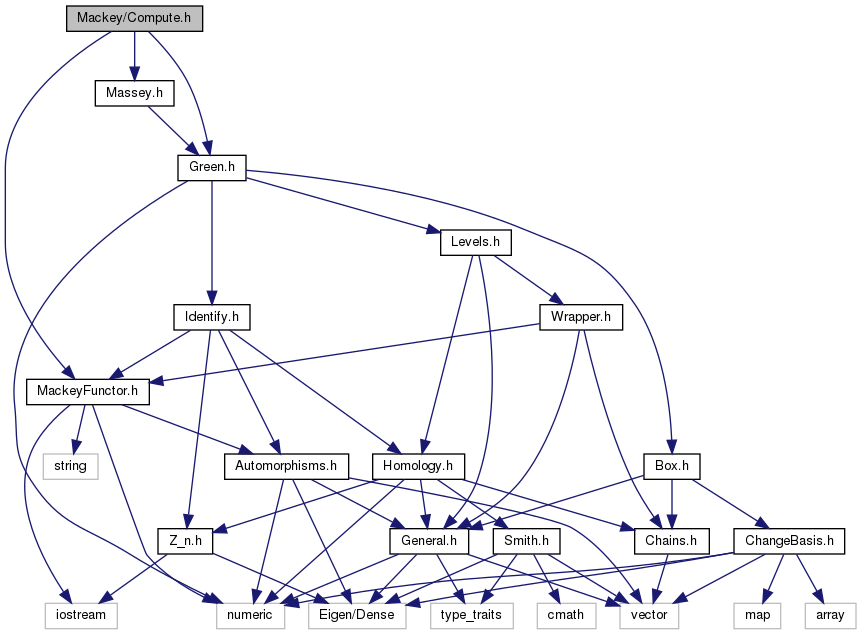 Mackey/Compute.h
Massey.h
Green.h
Levels.h
Identify.h
Wrapper.h
MackeyFunctor.h
string
Automorphisms.h
Homology.h
Box.h
Z_n.h
General.h
Smith.h
Chains.h
ChangeBasis.h
iostream
numeric
Eigen/Dense
type_traits
cmath
vector
map
array